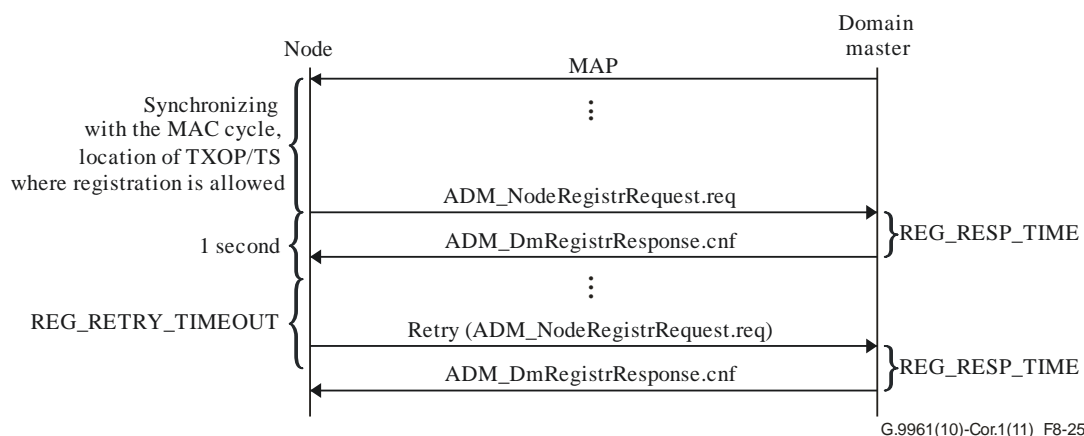 Domain
master
Node
MAP
Synchronizing
with the MAC cycle,
location of TXOP/TS
where registration is allowed
ADM_NodeRegistrRequest.req
REG_RESP_TIME
1 second
ADM_DmRegistrResponse.cnf
REG_RETRY_TIMEOUT
Retry (ADM_NodeRegistrRequest.req)
REG_RESP_TIME
ADM_DmRegistrResponse.cnf
G.9961(10)-Cor.1(11) F8-25